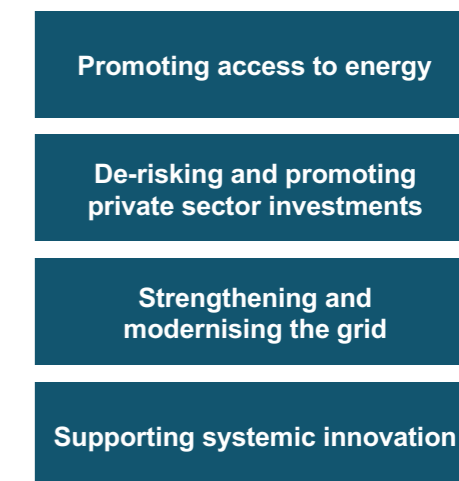 Promoting access to energy
De-risking and promoting
private sector investments
Strengthening and
modernising the grid
Supporting systemic innovation